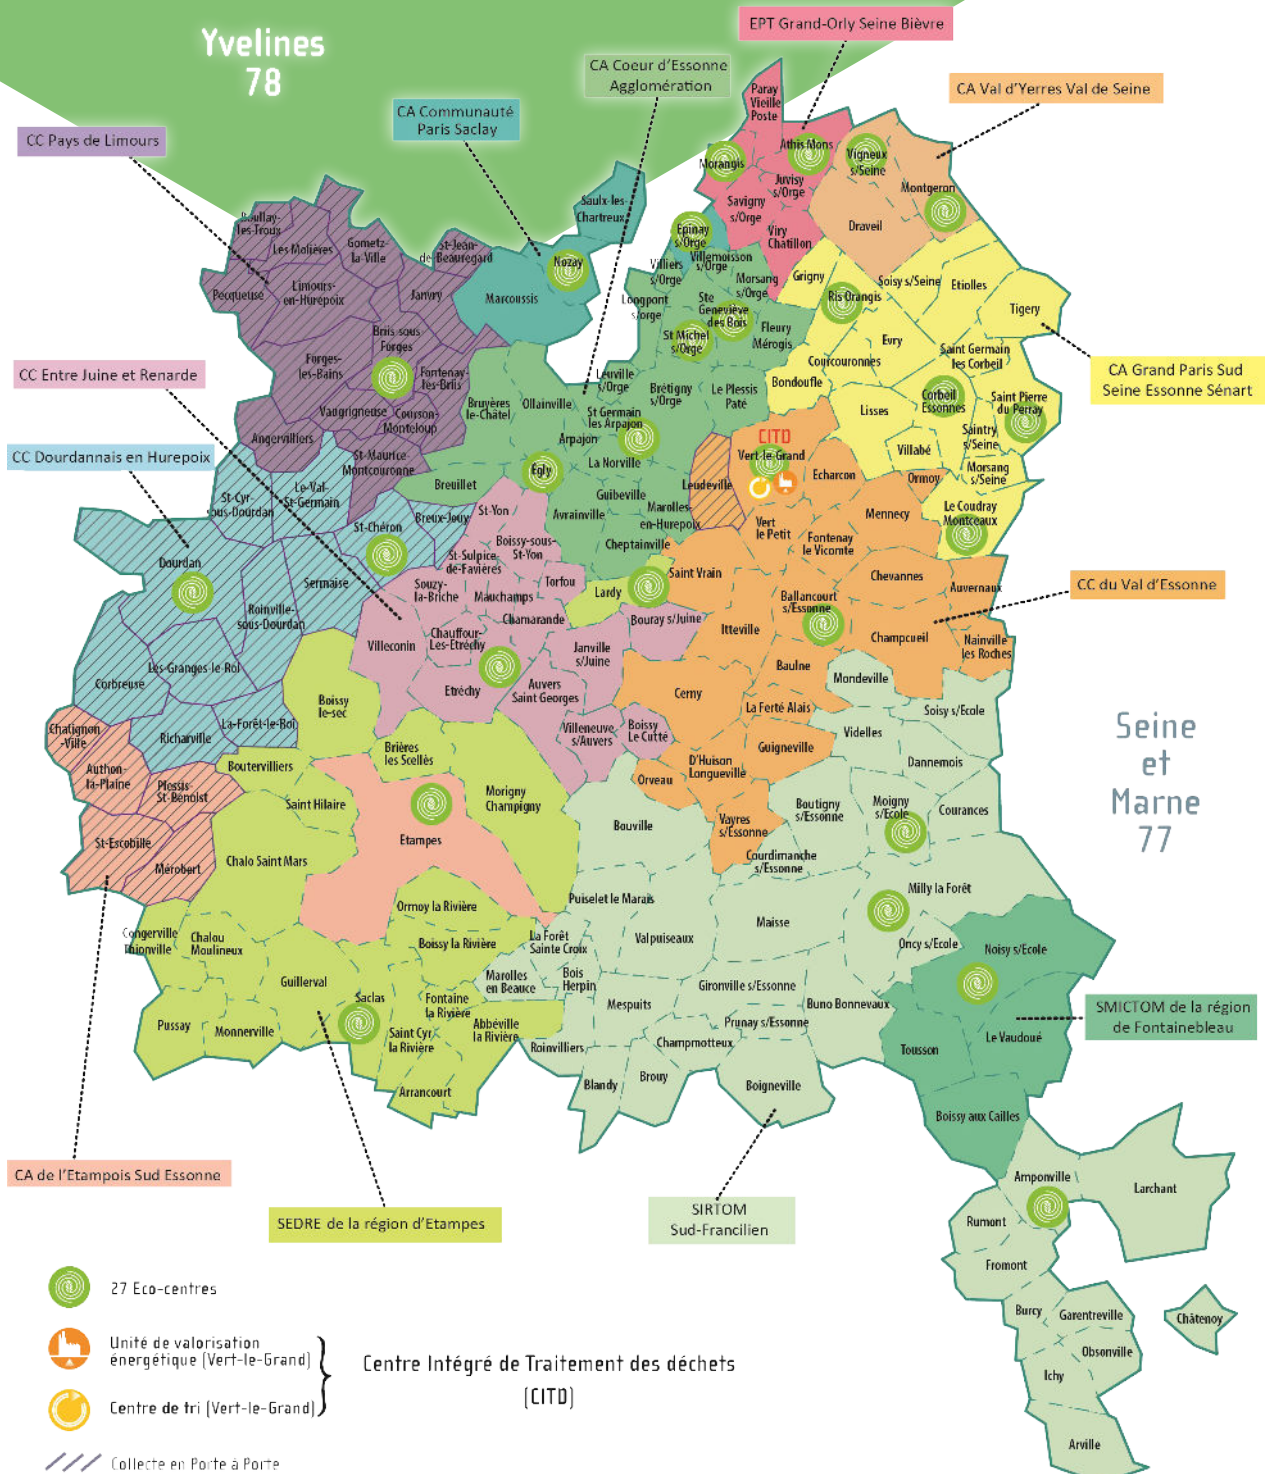 Yvelines
78
EPT Grand-Orly Seine Bièvre
CA Coeur d'Essonne
Agglomération
CA Val d'Yerres Val de Seine
CA Communauté
Paris Saclay
CC Pays de Limours
Paray
Vieille
Poste
Athis Mons
Morangis
Vigneux
s/Seine
Juvisy
s/Orge
Montgeron
Savigny
s/Orge
Draveil
Viry
Châtillon
Saulx-les-
Chartreux
Epinay
s/Orge
Nozay
Marcoussis
Boullay-
les-Troux
Les Molières
Gometz-
la-Ville
St-Jean-
de-Beauregard
Pecqueuse
Limours-
en-Hurepoix
Janvry
Briis-sous
Forges
Forges-
les-Bains
Fontenay-
les-Briis
Vaugrigneuse
Courson-
Monteloup
Angervilliers
St-Maurice-
Montcouronne
Villiers
s/Orge
Villemoisson
s/Orge
Longpont
s/orge
Morsang
s/Orge
Ste
Geneviève
des Bois
St Michel
s/Orge
Fleury
Mérogis
Leuville
s/Orge
Brétigny
s/Orge
Le Plessis
Paté
Bruyères
le-Châtel
Ollainville
St Germain
les Arpajon
Arpajon
La Norville
Egly
Breuillet
Guibeville
Avrainville
Marolles-
en-Hurepoix
Cheptainville
Grigny
Ris Orangis
Soisy s/Seine
Etiolles
Tigery
Evry
Courcouronnes
Saint Germain
les Corbeil
Bondoufle
Lisses
Corbeil
Essonnes
Saint Pierre
du Perray
Saintry
s/Seine
Villabé
Morsang
s/Seine
Le Coudray
Montceaux
CA Grand Paris Sud
Seine Essonne Sénart
CC Entre Juine et Renarde
CC Dourdannais en Hurepoix
CITD
Vert-le-Grand
Echarcon
Leudeville
Ormoy
Mennecy
Vert
le Petit
Fontenay
le Vicomte
Chevannes
Auvernaux
Saint Vrain
Ballancourt
s/Essonne
Itteville
Champcueil
Nainville
les Roches
Baulne
Cerny
La Ferté Alais
Guigneville
D'Huison
Longueville
Orveau
Vayres
s/Essonne
CC du Val d'Essonne
Le-Val-
St-Germain
St-Cyr-
sous-Dourdan
St-Chéron
Breux-Jouy
Dourdan
Sermaise
Roinville-
sous-Dourdan
Les-Granges-le-Roi
Corbreuse
Richarville
La-Forêt-le-Roi
St-Yon
Boissy-sous-
St-Yon
St-Sulpice-
de-Favières
Souzy-
la-Briche
Mauchamps
Torfou
Lardy
Chamarande
Bouray s/Juine
Villeconin
Chauffour-
Les-Etréchy
Janville
s/Juine
Etréchy
Auvers
Saint Georges
Villeneuve
s/Auvers
Boissy
Le Cutté
Chatignon
-Ville
Authon-
la-Plaine
Plessis-
St-Benoist
St-Escobille
Mérobert
Etampes
Boissy
le-sec
Brières
les Scellès
Boutervilliers
Saint Hilaire
Morigny
Champigny
Chalo Saint Mars
Ormoy la Rivière
Boissy la Rivière
Congerville
Thionville
Chalou
Moulineux
Guillerval
Saclas
Fontaine
la Rivière
Abbéville
la Rivière
Pussay
Monnerville
Saint Cyr
la Rivière
Arrancourt
Mondeville
Soisy s/Ecole
Videlles
Dannemois
Boutigny
s/Essonne
Moigny
s/Ecole
Courances
Bouville
Courdimanche
s/Essonne
Milly la Forêt
Puiselet le Marais
Maisse
Valpuiseaux
Oncy s/Ecole
La Forêt
Sainte Croix
Marolles
en Beauce
Bois
Herpin
Gironville s/Essonne
Mespuits
Buno Bonnevaux
Prunay s/Essonne
Champmotteux
Roinvilliers
Blandy
Brouy
Boigneville
Noisy s/Ecole
Le Vaudoué
Tousson
Boissy aux Cailles
Amponville
Larchant
Rumont
Fromont
Burcy
Garentreville
Châtenoy
Obsonville
Ichy
Arville
Seine
et
Marne
77
SMICTOM de la région
de Fontainebleau
CA de l'Etampois Sud Essonne
SEDRE de la région d'Etampes
SIRTOM
Sud-Francilien
27 Eco-centres
Unité de valorisation
énergétique (Vert-le-Grand)
Centre de tri (Vert-le-Grand)
Centre Intégré de Traitement des déchets
(CITD)
Collecte en Porte à Porte